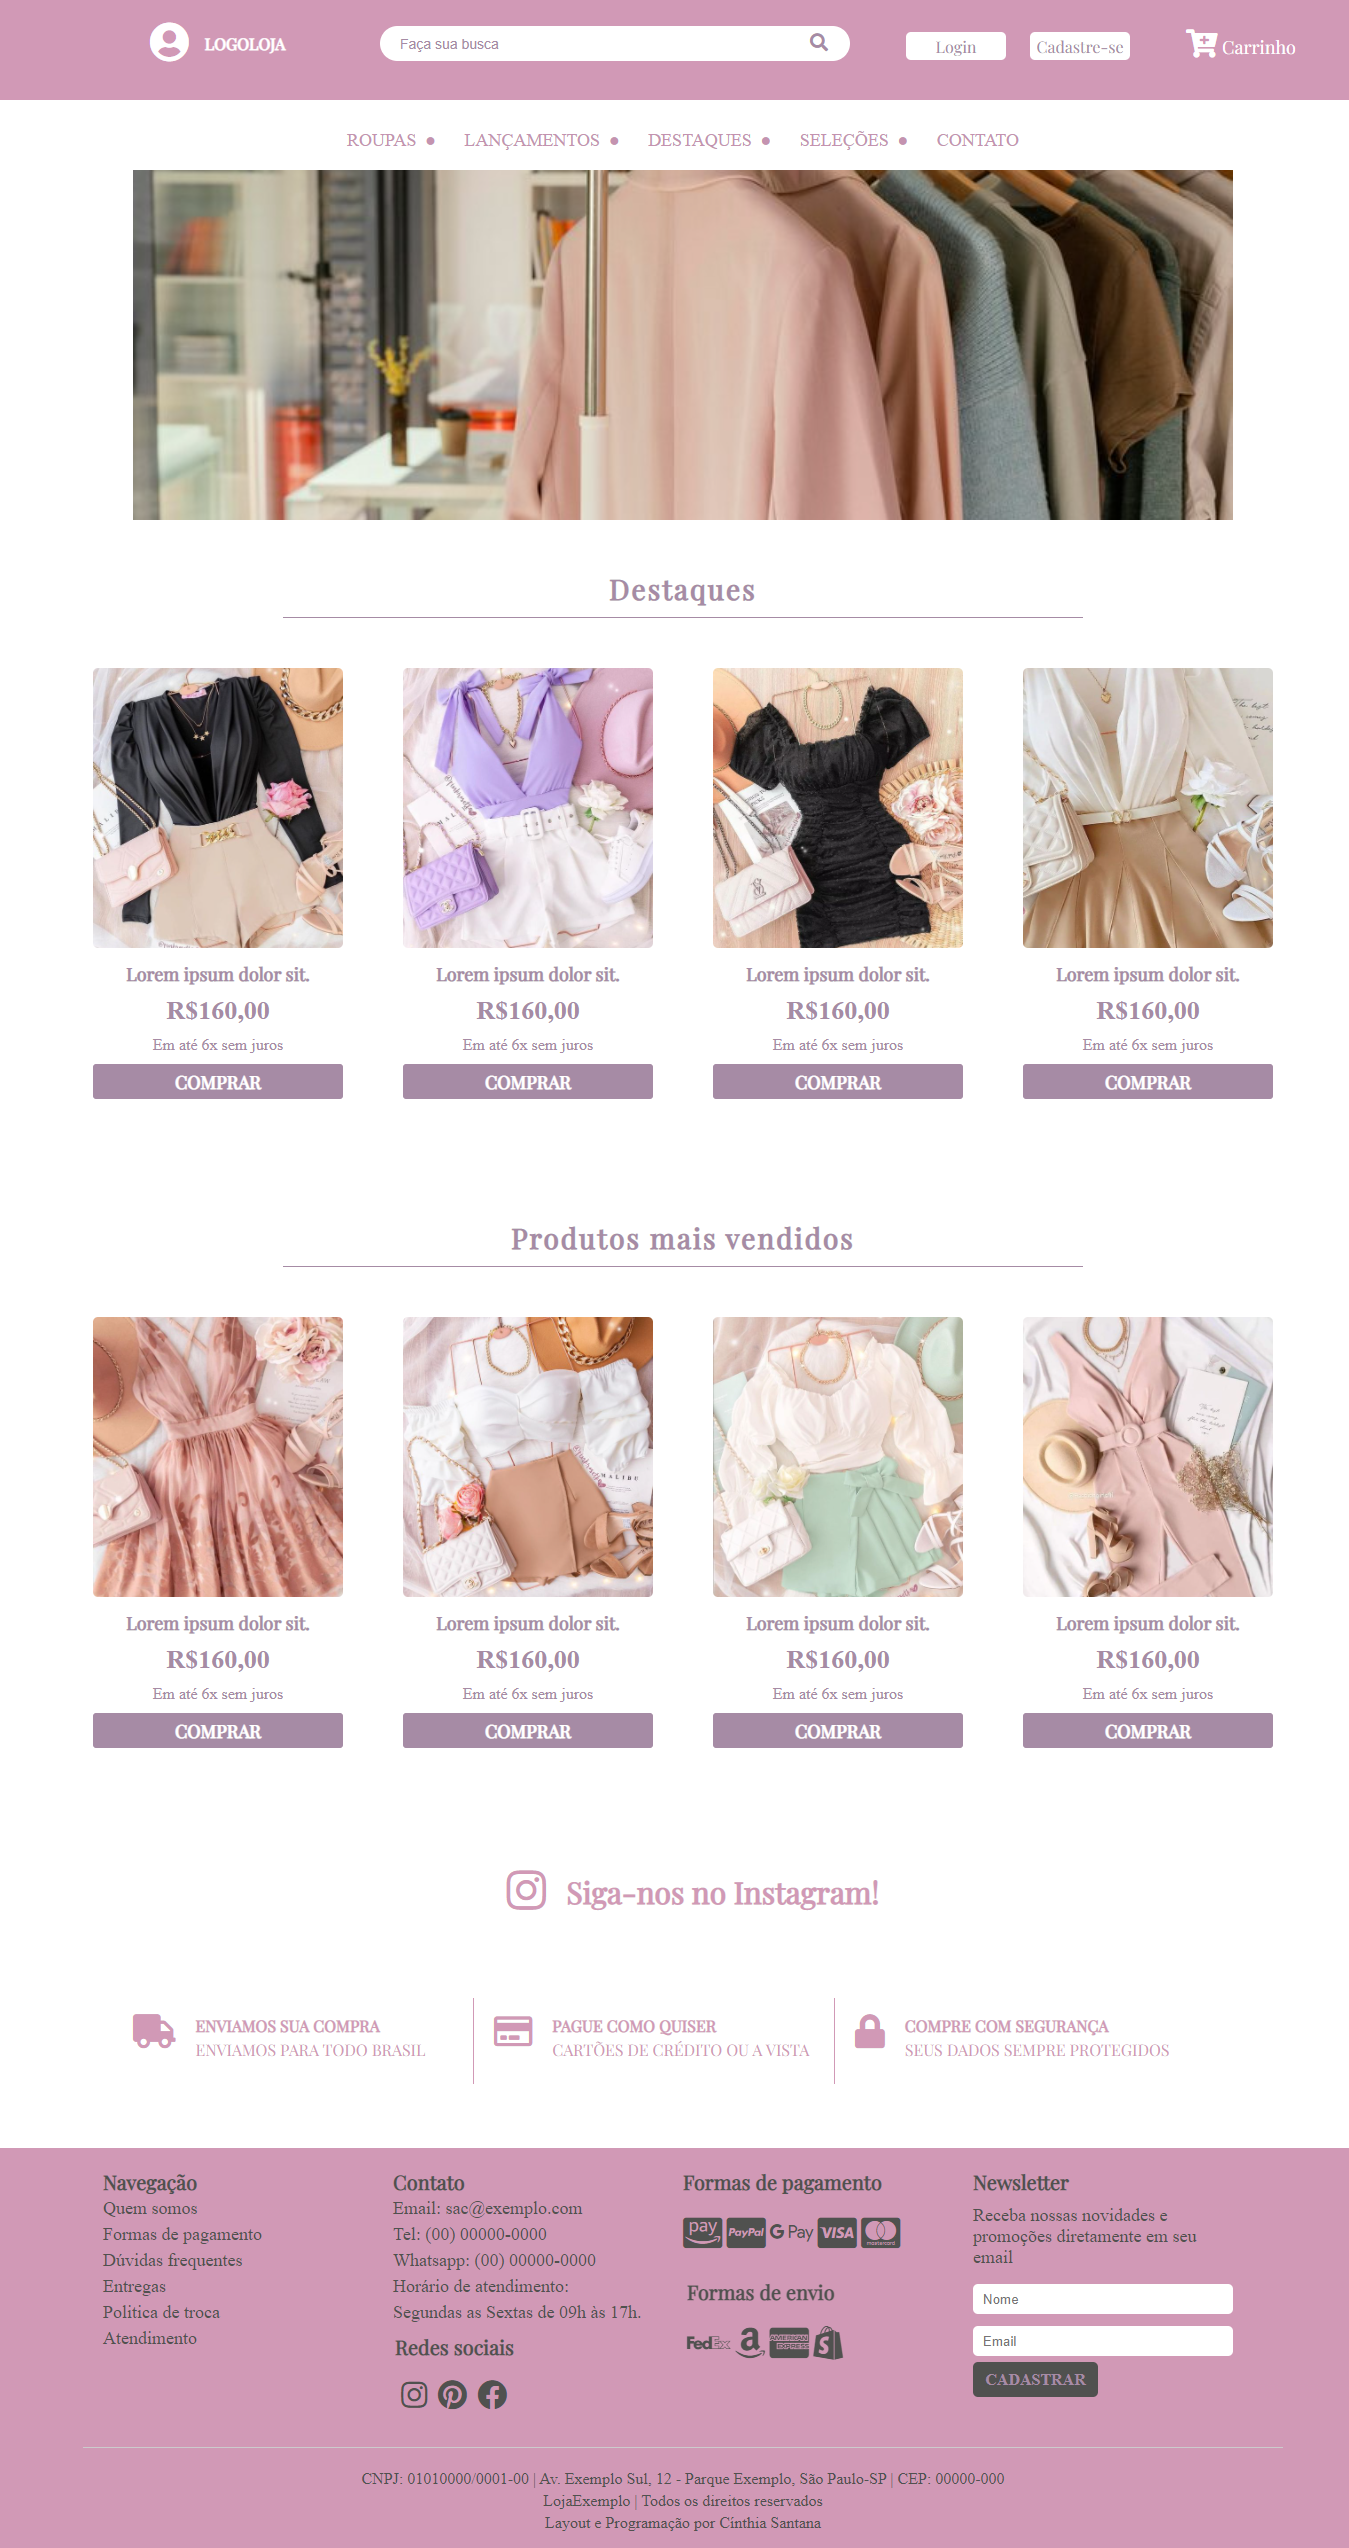 LOGOLOJA
Faça sua busca
Login
Cadastre-se
Carrinho
ROUPAS
LANÇAMENTOS
DESTAQUES
SELEÇÕES
CONTATO
Destaques
Lorem ipsum dolor sit.
R$160,00
Em até 6x sem juros
COMPRAR
Lorem ipsum dolor sit.
R$160,00
Em até 6x sem juros
COMPRAR
Lorem ipsum dolor sit.
R$160,00
Em até 6x sem juros
COMPRAR
Lorem ipsum dolor sit.
R$160,00
Em até 6x sem juros
COMPRAR
Produtos mais vendidos
MALIBU
Lorem ipsum dolor sit.
R$160,00
Em até 6x sem juros
COMPRAR
Lorem ipsum dolor sit.
R$160,00
Em até 6x sem juros
COMPRAR
Lorem ipsum dolor sit.
R$160,00
Em até 6x sem juros
COMPRAR
Lorem ipsum dolor sit.
R$160,00
Em até 6x sem juros
COMPRAR
Siga-nos no Instagram!
ENVIAMOS SUA COMPRA
ENVIAMOS PARA TODO BRASIL
PAGUE COMO QUISER
CARTÕES DE CRÉDITO OU A VISTA
COMPRE COM SEGURANÇA
SEUS DADOS SEMPRE PROTEGIDOS
Navegação
Quem somos
Formas de pagamento
Dúvidas frequentes
Entregas
Politica de troca
Atendimento
Contato
Email: sac@exemplo.com
Tel: (00) 00000-0000
Whatsapp: (00) 00000-0000
Horário de atendimento:
Segundas as Sextas de 09h às 17h.
Redes sociais
Formas de pagamento
pay PayPal G Pay VISA mastercard
Formas de envio
FedEx a AMERICAN EXPRESS S
Newsletter
Receba nossas novidades e
promoções diretamente em seu
email
Nome
Email
CADASTRAR
CNPJ: 01010000/0001-00 | Av. Exemplo Sul, 12 - Parque Exemplo, São Paulo-SP | CEP: 00000-000
LojaExemplo | Todos os direitos reservados
Layout e Programação por Cínthia Santana